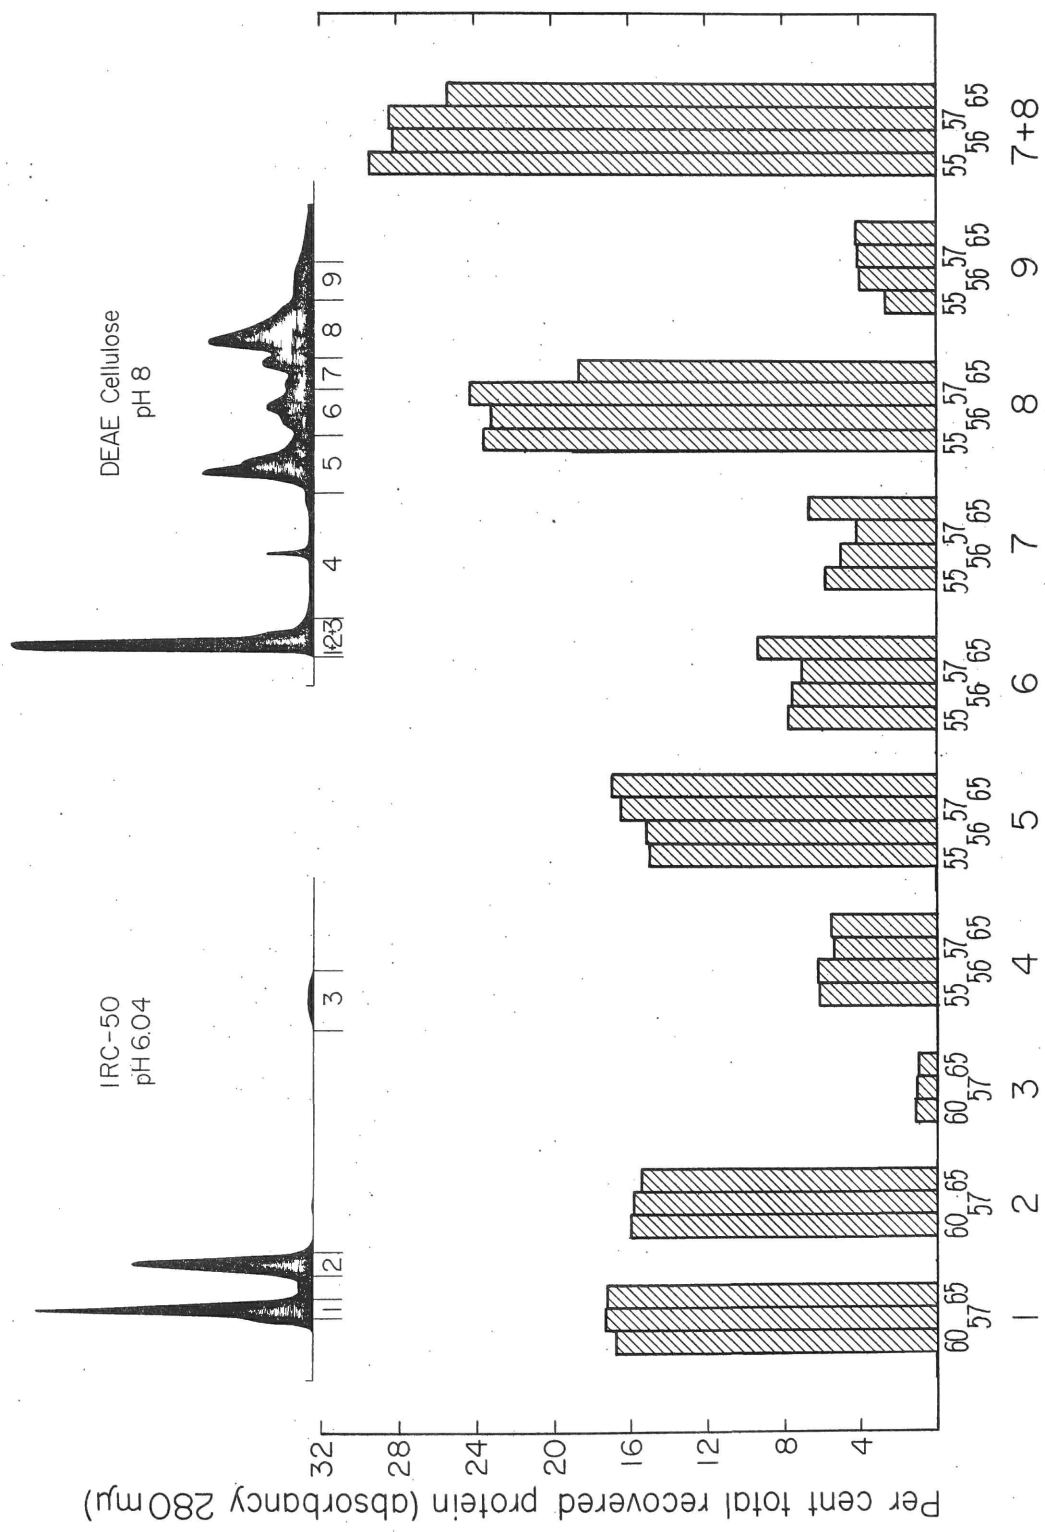 IRC-50
pH 6.04
DEAE Cellulose
pH 8
1 2 3
1+2+3 4 5 6 7 8 9
Per cent total recovered protein (absorbancy 280 mμ)
32
28
24
20
16
12
8
4
60 57 65
60 57 65
60 57 65
55 56 57 65
55 56 57 65
55 56 57 65
55 56 57 65
55 56 57 65
55 56 57 65
55 56 57 65
1 2 3 4 5 6 7 8 9 7+8